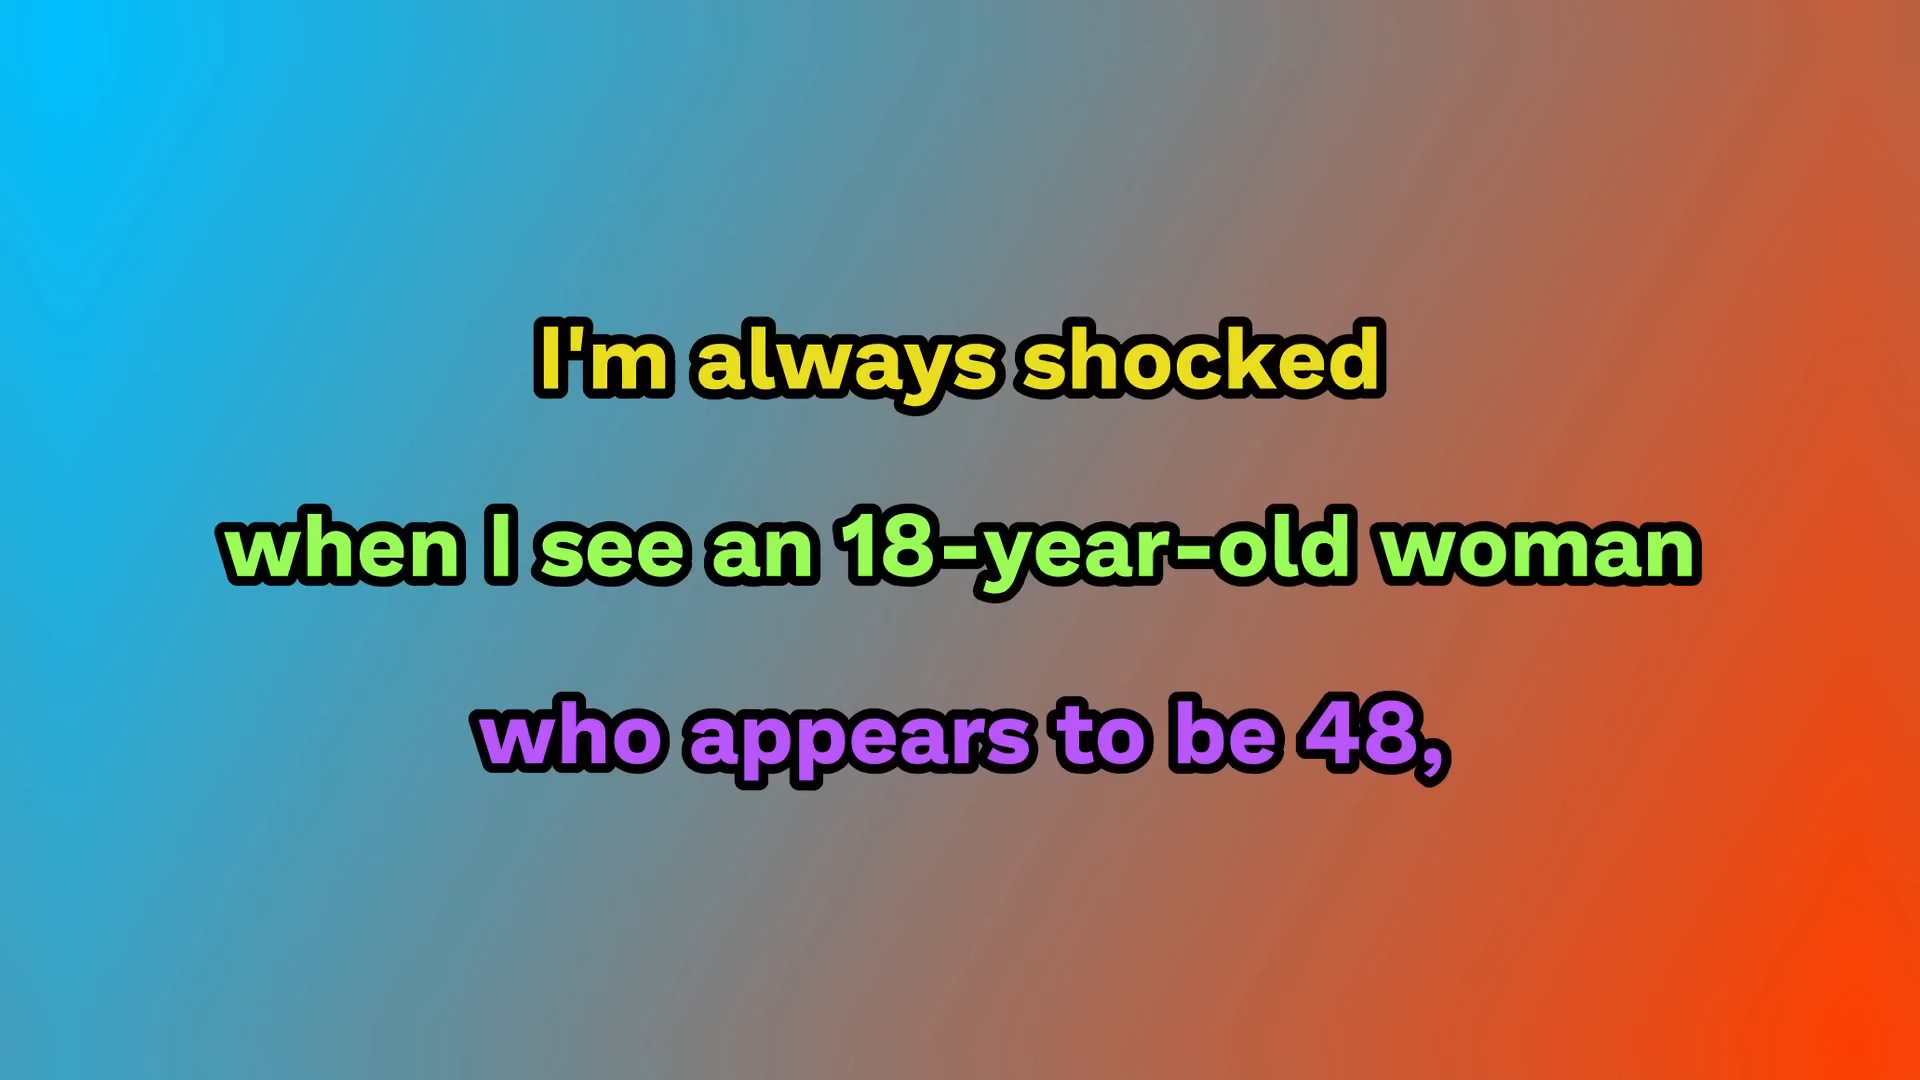 I'm always shocked
when I see an 18-year-old woman
who appears to be 48,